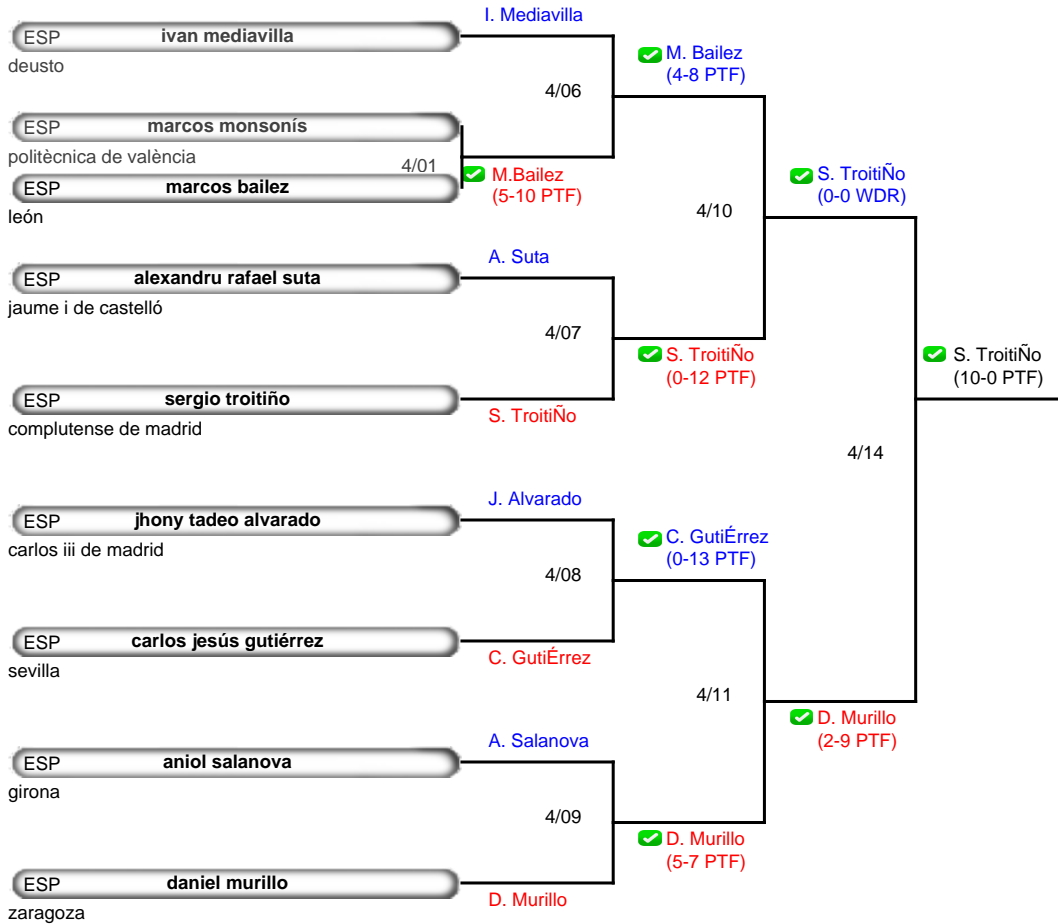 I. Mediavilla
ESP ivan mediavilla
deusto
M. Bailez
(4-8 PTF)
4/06
ESP marcos monsonís
politècnica de valència
4/01
M.Bailez
(5-10 PTF)
ESP marcos bailez
león
S. TroitiÑo
(0-0 WDR)
4/10
A. Suta
ESP alexandru rafael suta
jaume i de castelló
4/07
S. TroitiÑo
(0-12 PTF)
S. TroitiÑo
(10-0 PTF)
ESP sergio troitiño
S. TroitiÑo
complutense de madrid
4/14
J. Alvarado
ESP jhony tadeo alvarado
carlos iii de madrid
C. GutiÉrrez
(0-13 PTF)
4/08
ESP carlos jesús gutiérrez
C. GutiÉrrez
sevilla
4/11
D. Murillo
(2-9 PTF)
A. Salanova
ESP aniol salanova
girona
4/09
D. Murillo
(5-7 PTF)
ESP daniel murillo
D. Murillo
zaragoza